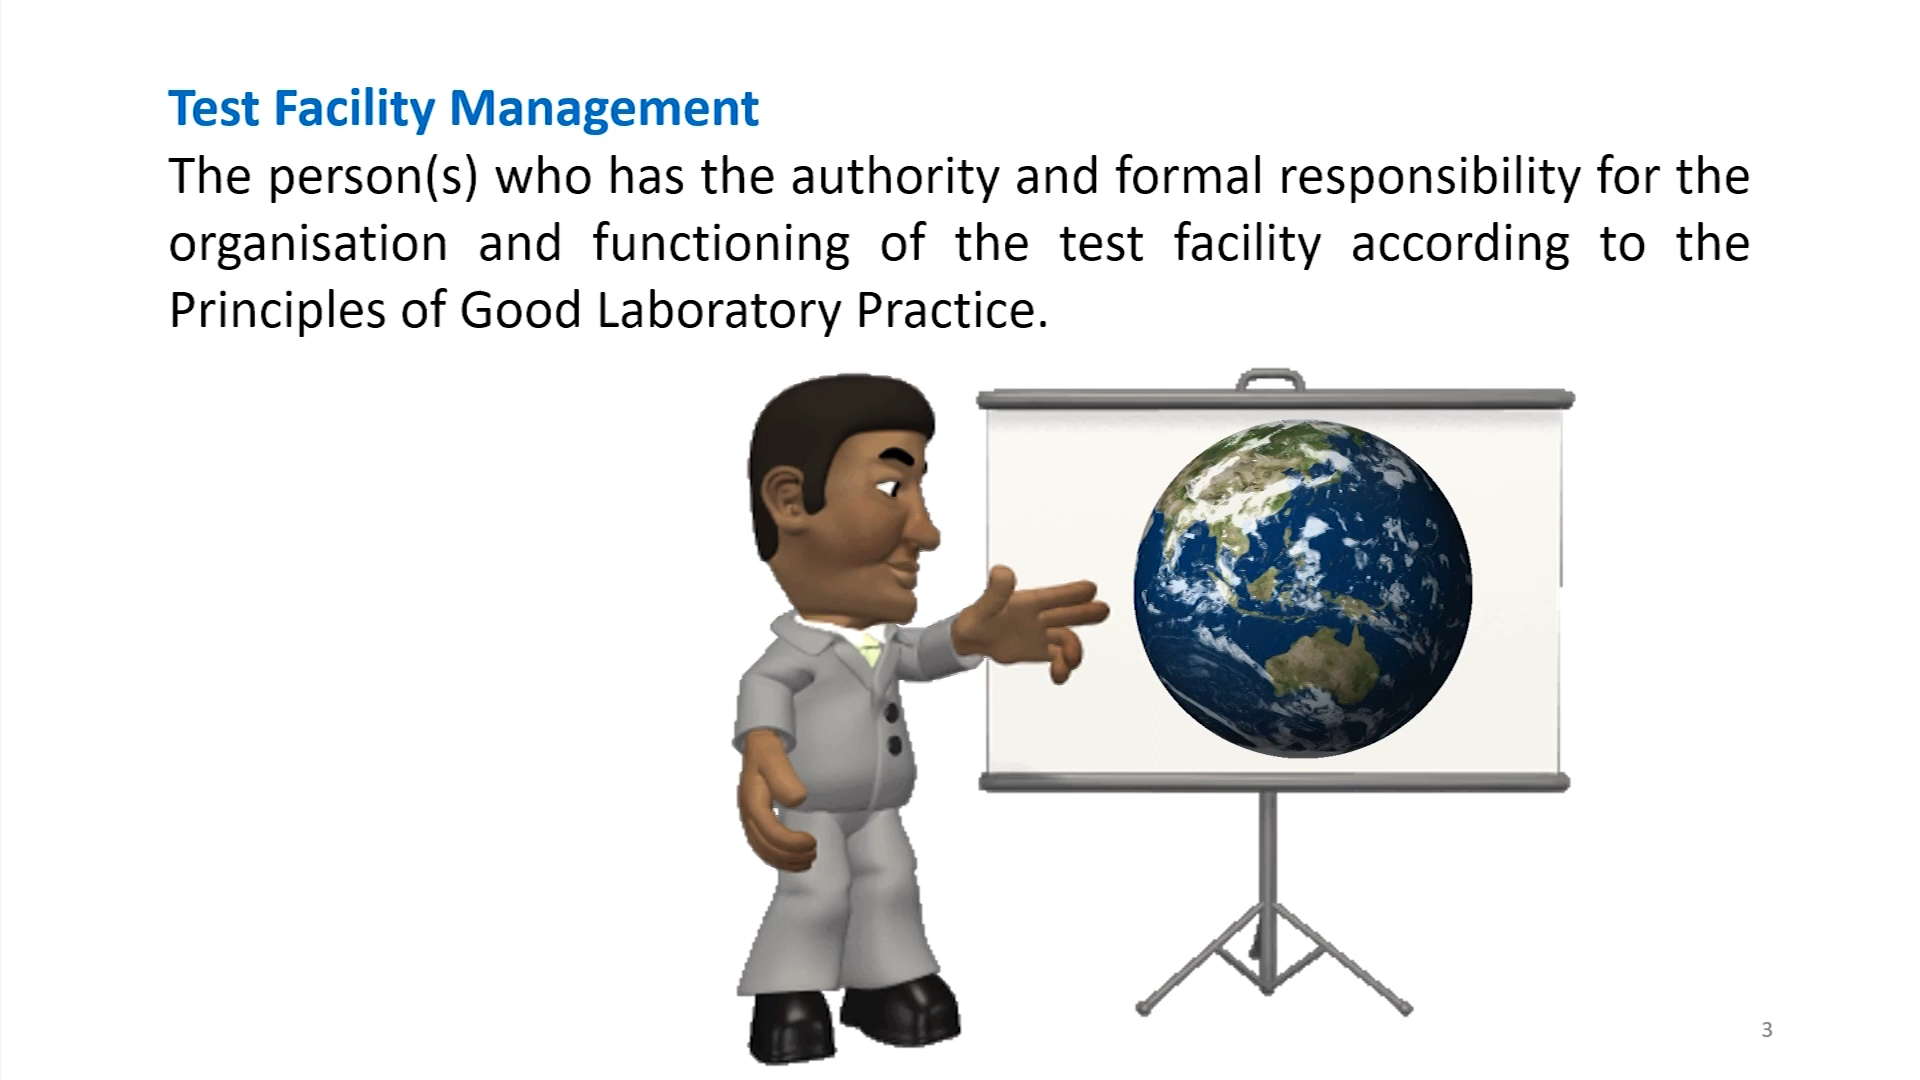 Test Facility Management
The person(s) who has the authority and formal responsibility for the
organisation and functioning of the test facility according to the
Principles of Good Laboratory Practice.
3